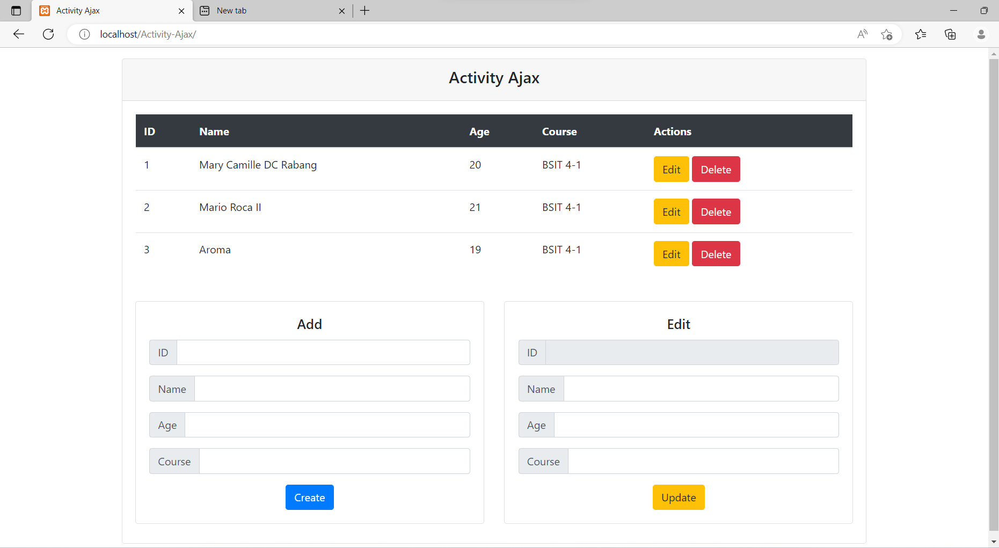 Activity Ajax
New tab
localhost/Activity-Ajax/
Activity Ajax
ID Name Age Course Actions
1 Mary Camille DC Rabang 20 BSIT 4-1 Edit Delete
2 Mario Roca II 21 BSIT 4-1 Edit Delete
3 Aroma 19 BSIT 4-1 Edit Delete
Add
ID
Name
Age
Course
Create
Edit
ID
Name
Age
Course
Update